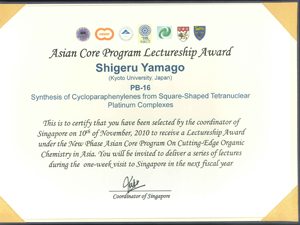 Asian Core Program Lectureship Award
Shigeru Yamago
(Kyoto University, Japan)
PB-16
Synthesis of Cycloparaphenylenes from Square-Shaped Tetranuclear
Platinum Complexes
This is to certify that you have been selected by the coordinator of
Singapore on 10th of November, 2010 to receive a Lectureship Award
under the New Phase Asian Core Program On Cutting-Edge Organic
Chemistry in Asia. You will be invited to deliver a series of lectures
during the one-week visit to Singapore in the next fiscal year
Coordinator of Singapore